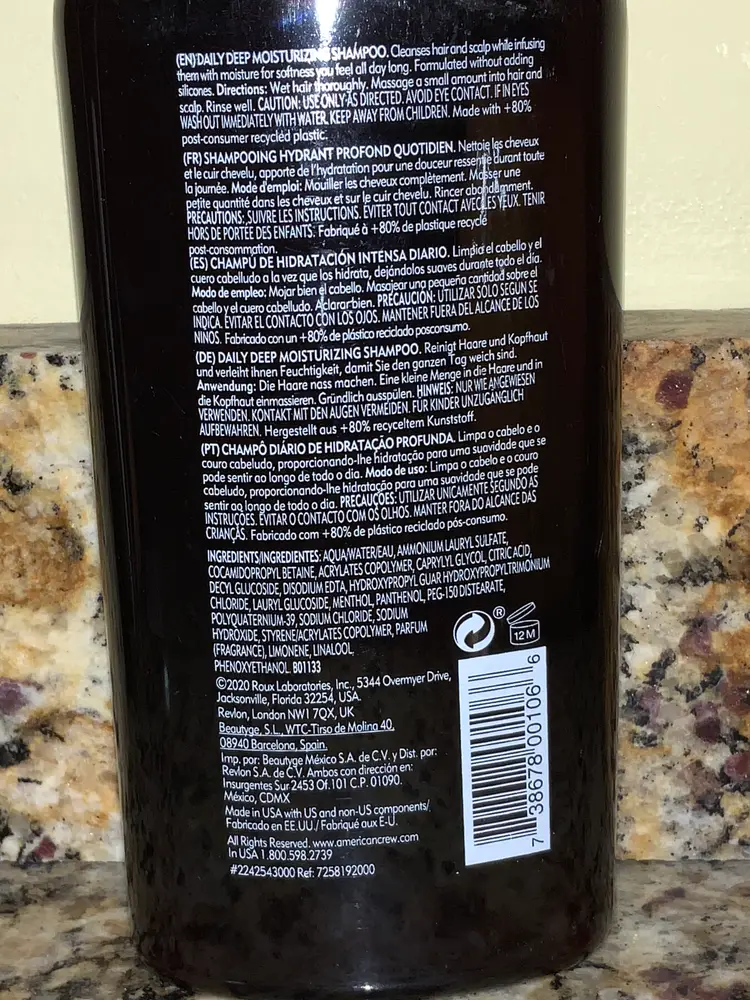 (EN)DAILY DEEP MOISTURIZING SHAMPOO. Cleanses hair and scalp while infusing
them with moisture for softness you feel all day long. Formulated without adding
silicones. Directions: Wet hair thoroughly. Massage a small amount into hair and
scalp. Rinse well. CAUTION: USE ONLY AS DIRECTED. AVOID EYE CONTACT. IF IN EYES
WASH OUT IMMEDIATELY WITH WATER. KEEP AWAY FROM CHILDREN. Made with +80%
post-consumer recycled plastic.
(FR) SHAMPOOING HYDRANT PROFOND QUOTIDIEN. Nettoie les cheveux
et le cuir chevelu, apporte de l'hydratation pour une douceur ressentie durant toute
la journée. Mode d'emploi: Mouiller les cheveux complètement. Masser une
petite quantité dans les cheveux et sur le cuir chevelu. Rincer abondamment.
PRÉCAUTIONS: SUIVRE LES INSTRUCTIONS. ÉVITER TOUT CONTACT AVEC LES YEUX. TENIR
HORS DE PORTÉE DES ENFANTS. Fabriqué à +80% de plastique recyclé
post-consommation.
(ES) CHAMPÚ DE HIDRATACIÓN INTENSA DIARIO. Limpia el cabello y el
cuero cabelludo a la vez que los hidrata, dejándolos suaves durante todo el día.
Modo de empleo: Mojar bien el cabello. Masajear una pequeña cantidad sobre el
cabello y el cuero cabelludo. Aclarar bien. PRECAUCIÓN: UTILIZAR SÓLO SEGÚN SE
INDICA. EVITAR EL CONTACTO CON LOS OJOS. MANTENER FUERA DEL ALCANCE DE LOS
NIÑOS. Fabricado con un +80% de plástico reciclado posconsumo.
(DE) DAILY DEEP MOISTURIZING SHAMPOO. Reinigt Haare und Kopfhaut
und verleiht ihnen Feuchtigkeit, damit Sie den ganzen Tag weich sind.
Anwendung: Die Haare nass machen. Eine kleine Menge in die Haare und in
die Kopfhaut einmassieren. Gründlich ausspülen. HINWEIS: NUR WIE ANGEWIESEN
VERWENDEN. KONTAKT MIT DEN AUGEN VERMEIDEN. FÜR KINDER UNZUGÄNGLICH
AUFBEWAHREN. Hergestellt aus +80% recyceltem Kunststoff.
(PT) CHAMPÔ DIÁRIO DE HIDRATAÇÃO PROFUNDA. Limpa o cabelo e o
couro cabeludo, proporcionando-lhe hidratação para uma suavidade que se
pode sentir ao longo de todo o dia. Modo de uso: Limpa o cabelo e o couro
cabeludo, proporcionando-lhe hidratação para uma suavidade que se pode
sentir ao longo de todo o dia. PRECAUÇÕES: UTILIZAR UNICAMENTE SEGUNDO AS
INSTRUÇÕES. EVITAR O CONTACTO COM OS OLHOS. MANTER FORA DO ALCANCE DAS
CRIANÇAS. Fabricado com +80% de plástico reciclado pós-consumo.
INGREDIENTS/INGREDIENTES: AQUA/WATER/EAU, AMMONIUM LAURYL SULFATE,
COCAMIDOPROPYL BETAINE, ACRYLATES COPOLYMER, CAPRYLYL GLYCOL, CITRIC ACID,
DECYL GLUCOSIDE, DISODIUM EDTA, HYDROXYPROPYL GUAR HYDROXYPROPYLTRIMONIUM
CHLORIDE, LAURYL GLUCOSIDE, MENTHOL, PANTHENOL, PEG-150 DISTEARATE,
POLYQUATERNIUM-39, SODIUM CHLORIDE, SODIUM
HYDROXIDE, STYRENE/ACRYLATES COPOLYMER, PARFUM
(FRAGRANCE), LIMONENE, LINALOOL,
PHENOXYETHANOL. B01133
®
12 M
©2020 Roux Laboratories, Inc., 5344 Overmyer Drive,
Jacksonville, Florida 32254, USA.
Revlon, London NW1 7QX, UK
Beautyge, S.L., WTC-Tirso de Molina 40,
08940 Barcelona, Spain.
Imp. por: Beautyge México S.A. de C.V. y Dist. por:
Revlon S.A. de C.V. Ambos con dirección en:
Insurgentes Sur 2453 Of. 101 C.P. 01090.
México, CDMX
Made in USA with US and non-US components/
Fabricado en EE.UU./ Fabriqué aux E-U.
All Rights Reserved. www.americancrew.com
In USA 1.800.598.2739
#2242543000 Ref: 7258192000
7 38678 00106 6